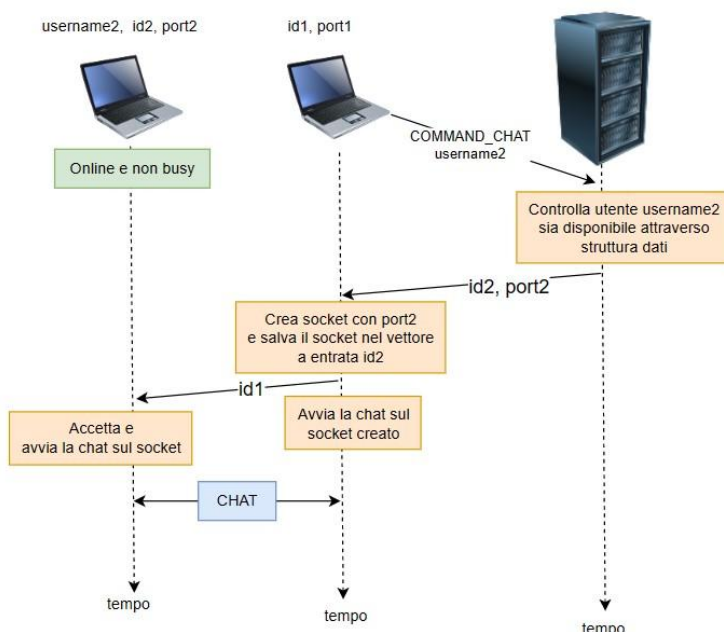 username2, id2, port2
id1, port1
COMMAND_CHAT
username2
Online e non busy
Controlla utente username2
sia disponibile attraverso
struttura dati
id2, port2
Crea socket con port2
e salva il socket nel vettore
a entrata id2
id1
Accetta e
avvia la chat sul socket
Avvia la chat sul
socket creato
CHAT
tempo
tempo
tempo